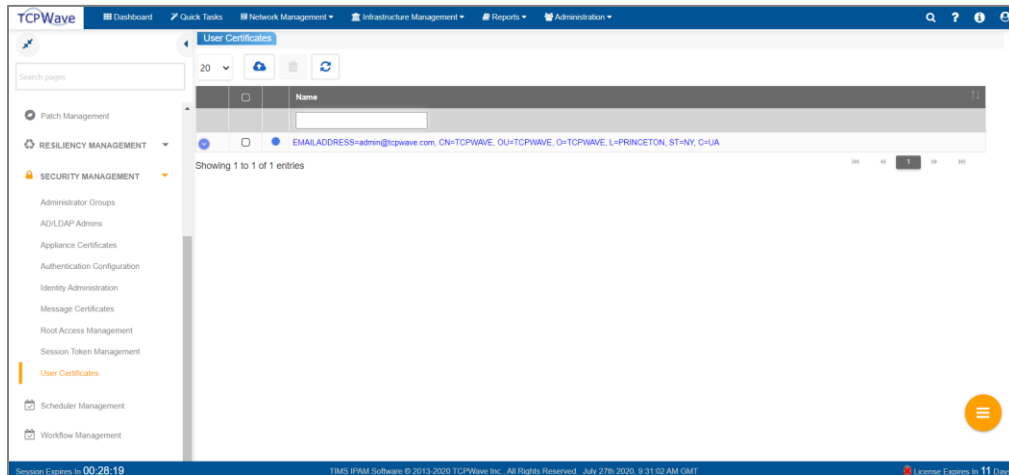 TCPWave Dashboard Quick Tasks Network Management Infrastructure Management Reports Administration
User Certificates
20
Search pages
Name
Patch Management
EMAILADDRESS=admin@tcpwave.com, CN=TCPWAVE, OU=TCPWAVE, O=TCPWAVE, L=PRINCETON, ST=NY, C=UA
RESILIENCY MANAGEMENT
Showing 1 to 1 of 1 entries
1
SECURITY MANAGEMENT
Administrator Groups
AD/LDAP Admins
Appliance Certificates
Authentication Configuration
Identity Administration
Message Certificates
Root Access Management
Session Token Management
User Certificates
Scheduler Management
Workflow Management
Session Expires In 00:28:19
TIMS IPAM Software © 2013-2020 TCPWave Inc., All Rights Reserved. July 27th 2020, 9:31:02 AM GMT
License Expires In 11 Days